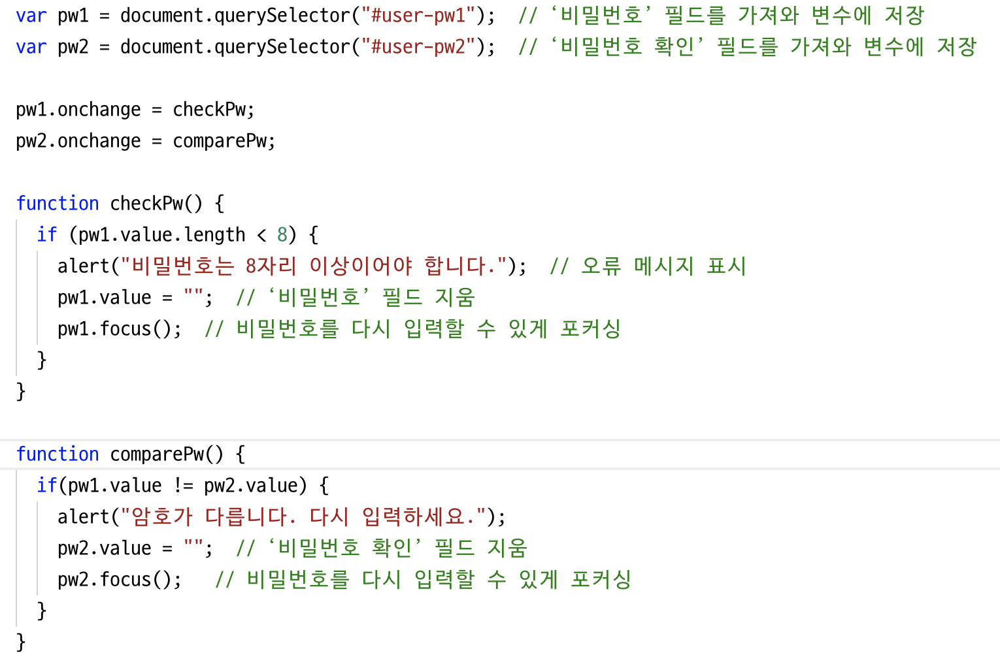 var pw1 = document.querySelector("#user-pw1");  // ‘비밀번호’ 필드를 가져와 변수에 저장
var pw2 = document.querySelector("#user-pw2");  // ‘비밀번호 확인’ 필드를 가져와 변수에 저장
pw1.onchange = checkPw;
pw2.onchange = comparePw;
function checkPw() {
if (pw1.value.length < 8) {
alert("비밀번호는 8자리 이상이어야 합니다.");  // 오류 메시지 표시
pw1.value = "";  // ‘비밀번호’ 필드 지움
pw1.focus();  // 비밀번호를 다시 입력할 수 있게 포커싱
}
}
function comparePw() {
if(pw1.value != pw2.value) {
alert("암호가 다릅니다. 다시 입력하세요.");
pw2.value = "";  // ‘비밀번호 확인’ 필드 지움
pw2.focus();   // 비밀번호를 다시 입력할 수 있게 포커싱
}
}